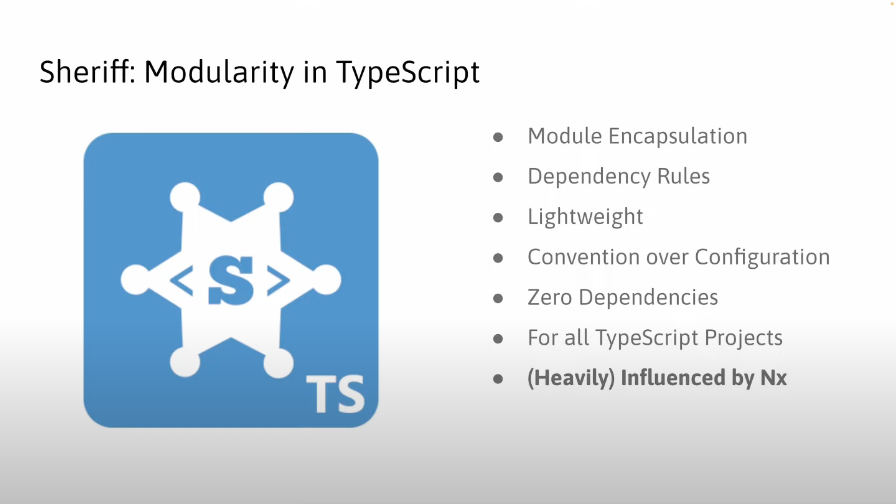 Sheriff: Modularity in TypeScript
<S>
TS
● Module Encapsulation
● Dependency Rules
● Lightweight
● Convention over Configuration
● Zero Dependencies
● For all TypeScript Projects
● (Heavily) Influenced by Nx